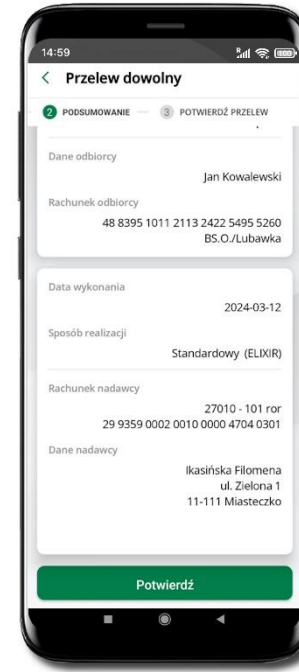 14:59
Przelew dowolny
2 PODSUMOWANIE 3 POTWIERDŹ PRZELEW
Dane odbiorcy
Jan Kowalewski
Rachunek odbiorcy
48 8395 1011 2113 2422 5495 5260
BS.O./Lubawka
Data wykonania
2024-03-12
Sposób realizacji
Standardowy (ELIXIR)
Rachunek nadawcy
27010 - 101 ror
29 9359 0002 0010 0000 4704 0301
Dane nadawcy
Ikasińska Filomena
ul. Zielona 1
11-111 Miasteczko
Potwierdź